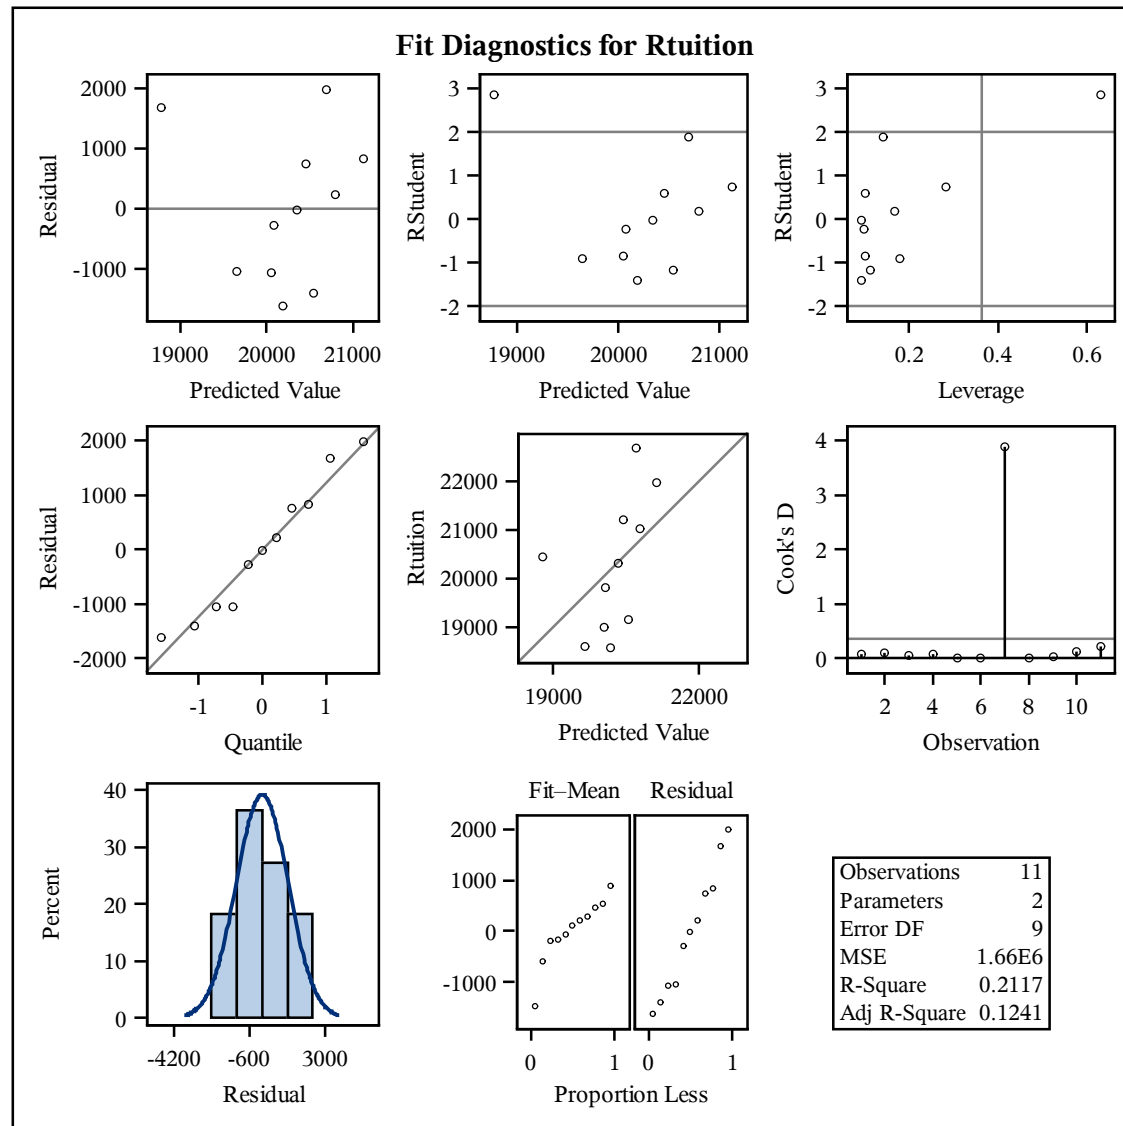 Fit Diagnostics for Rtuition
2000
1000
0
-1000
Residual
19000 20000 21000
Predicted Value
3
2
1
0
-1
-2
RStudent
19000 20000 21000
Predicted Value
3
2
1
0
-1
-2
RStudent
0.2 0.4 0.6
Leverage
2000
1000
0
-1000
-2000
Residual
-1 0 1
Quantile
22000
21000
20000
19000
Rtuition
19000 22000
Predicted Value
4
3
2
1
0
Cook's D
2 4 6 8 10
Observation
40
30
20
10
0
Percent
-4200 -600 3000
Residual
Fit–Mean Residual
2000
1000
0
-1000
0 1 0 1
Proportion Less
Observations 11
Parameters 2
Error DF 9
MSE 1.66E6
R-Square 0.2117
Adj R-Square 0.1241